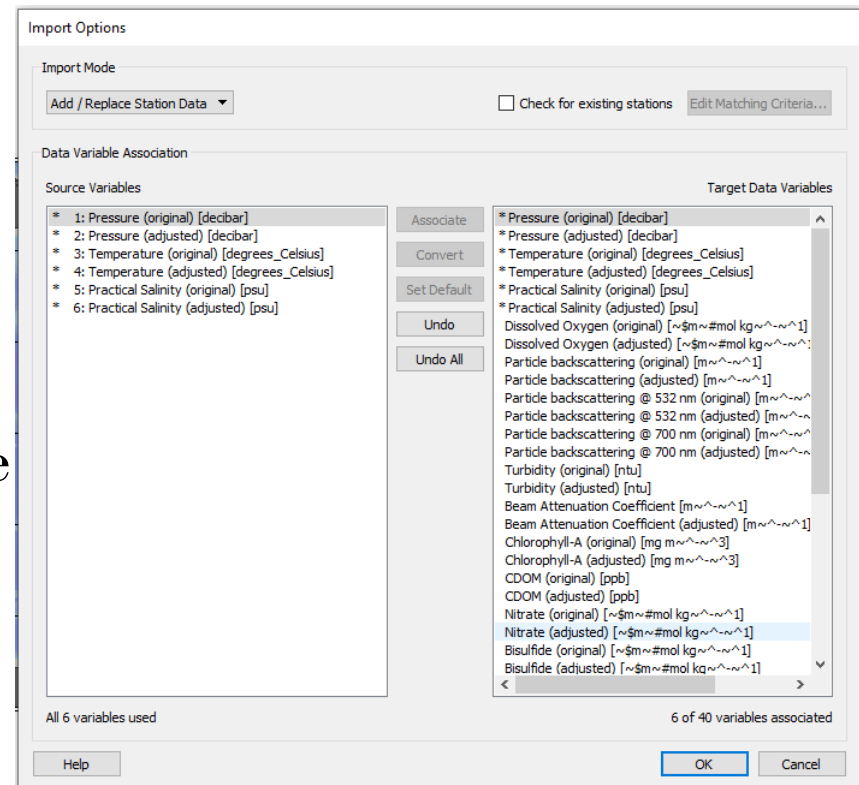 Import Options
Import Mode
Add / Replace Station Data
Check for existing stations
Edit Matching Criteria...
Data Variable Association
Source Variables
Target Data Variables
* 1: Pressure (original) [decibar]
* 2: Pressure (adjusted) [decibar]
* 3: Temperature (original) [degrees_Celsius]
* 4: Temperature (adjusted) [degrees_Celsius]
* 5: Practical Salinity (original) [psu]
* 6: Practical Salinity (adjusted) [psu]
Associate
Convert
Set Default
Undo
Undo All
* Pressure (original) [decibar]
* Pressure (adjusted) [decibar]
* Temperature (original) [degrees_Celsius]
* Temperature (adjusted) [degrees_Celsius]
* Practical Salinity (original) [psu]
* Practical Salinity (adjusted) [psu]
Dissolved Oxygen (original) [~$m~#mol kg~^-~^1]
Dissolved Oxygen (adjusted) [~$m~#mol kg~^-~^1
Particle backscattering (original) [m~^-~^1]
Particle backscattering (adjusted) [m~^-~^1]
Particle backscattering @ 532 nm (original) [m~^-~^
Particle backscattering @ 532 nm (adjusted) [m~^-~
Particle backscattering @ 700 nm (original) [m~^-~^
Particle backscattering @ 700 nm (adjusted) [m~^-~
Turbidity (original) [ntu]
Turbidity (adjusted) [ntu]
Beam Attenuation Coefficient [m~^-~^1]
Beam Attenuation Coefficient (adjusted) [m~^-~^1]
Chlorophyll-A (original) [mg m~^-~^3]
Chlorophyll-A (adjusted) [mg m~^-~^3]
CDOM (original) [ppb]
CDOM (adjusted) [ppb]
Nitrate (original) [~$m~#mol kg~^-~^1]
Nitrate (adjusted) [~$m~#mol kg~^-~^1]
Bisulfide (original) [~$m~#mol kg~^-~^1]
Bisulfide (adjusted) [~$m~#mol kg~^-~^1]
All 6 variables used
6 of 40 variables associated
Help
OK
Cancel
e